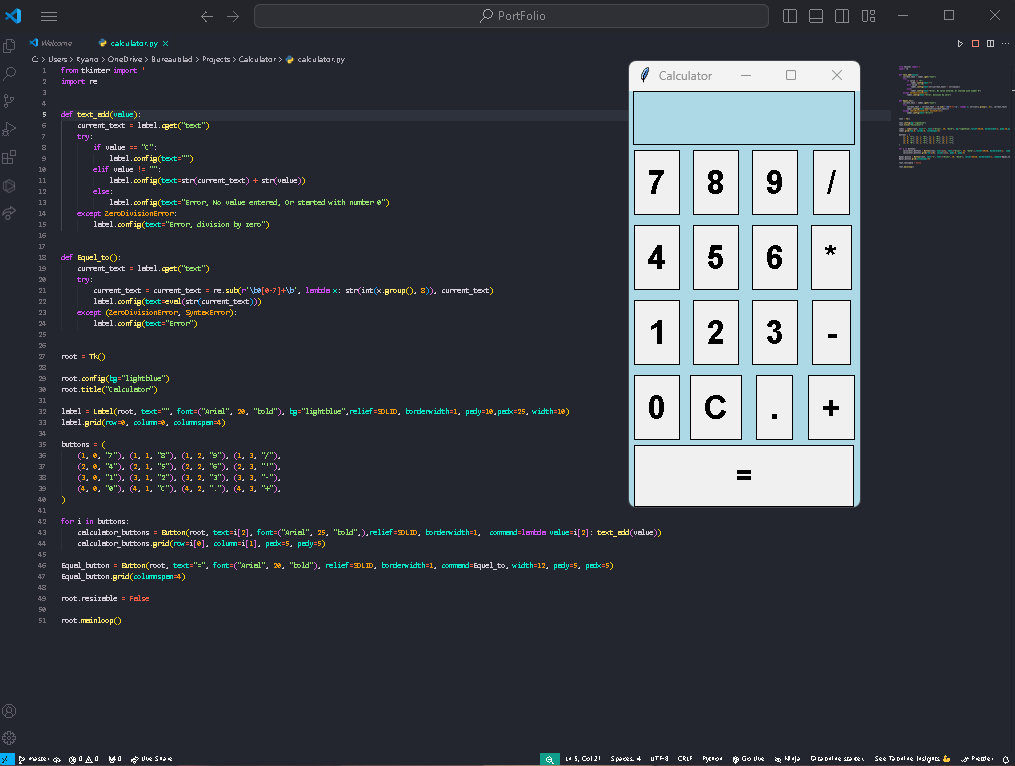 PortFolio
Welcome
calculator.py
C: > Users > Kyano > OneDrive > Bureaublad > Projects > Calculator > calculator.py
1 from tkinter import *
2 import re
3
4
5 def text_add(value):
6 current_text = label.cget("text")
7 try:
8 if value == "C":
9 label.config(text="")
10 elif value != "":
11 label.config(text=str(current_text) + str(value))
12 else:
13 label.config(text="Error, No value entered, Or started with number 0")
14 except ZeroDivisionError:
15 label.config(text="Error, division by zero")
16
17
18 def Equal_to():
19 current_text = label.cget("text")
20 try:
21 current_text = current_text = re.sub(r'\b0[0-7]+\b', lambda x: str(int(x.group(), 8)), current_text)
22 label.config(text=eval(str(current_text)))
23 except (ZeroDivisionError, SyntaxError):
24 label.config(text="Error")
25
26
27 root = Tk()
28
29 root.config(bg="lightblue")
30 root.title("Calculator")
31
32 label = Label(root, text="", font=("Arial", 20, "bold"), bg="lightblue",relief=SOLID, borderwidth=1, pady=10,padx=25, width=10)
33 label.grid(row=0, column=0, columnspan=4)
34
35 buttons = (
36 (1, 0, "7"), (1, 1, "8"), (1, 2, "9"), (1, 3, "/"),
37 (2, 0, "4"), (2, 1, "5"), (2, 2, "6"), (2, 3, "*"),
38 (3, 0, "1"), (3, 1, "2"), (3, 2, "3"), (3, 3, "-"),
39 (4, 0, "0"), (4, 1, "C"), (4, 2, "."), (4, 3, "+"),
40 )
41
42 for i in buttons:
43 calculator_buttons = Button(root, text=i[2], font=("Arial", 25, "bold",),relief=SOLID, borderwidth=1, command=lambda value=i[2]: text_add(value))
44 calculator_buttons.grid(row=i[0], column=i[1], padx=5, pady=5)
45
46 Equal_button = Button(root, text="=", font=("Arial", 20, "bold"), relief=SOLID, borderwidth=1, command=Equal_to, width=12, pady=5, padx=5)
47 Equal_button.grid(columnspan=4)
48
49 root.resizable = False
50
51 root.mainloop()
Calculator
7 8 9 /
4 5 6 *
1 2 3 -
0 C . +
=
master 0 0 0 Live Share
Ln 5, Col 21 Spaces: 4 UTF-8 CRLF Python Go Live Ninja See Tabnine Insights Prettier